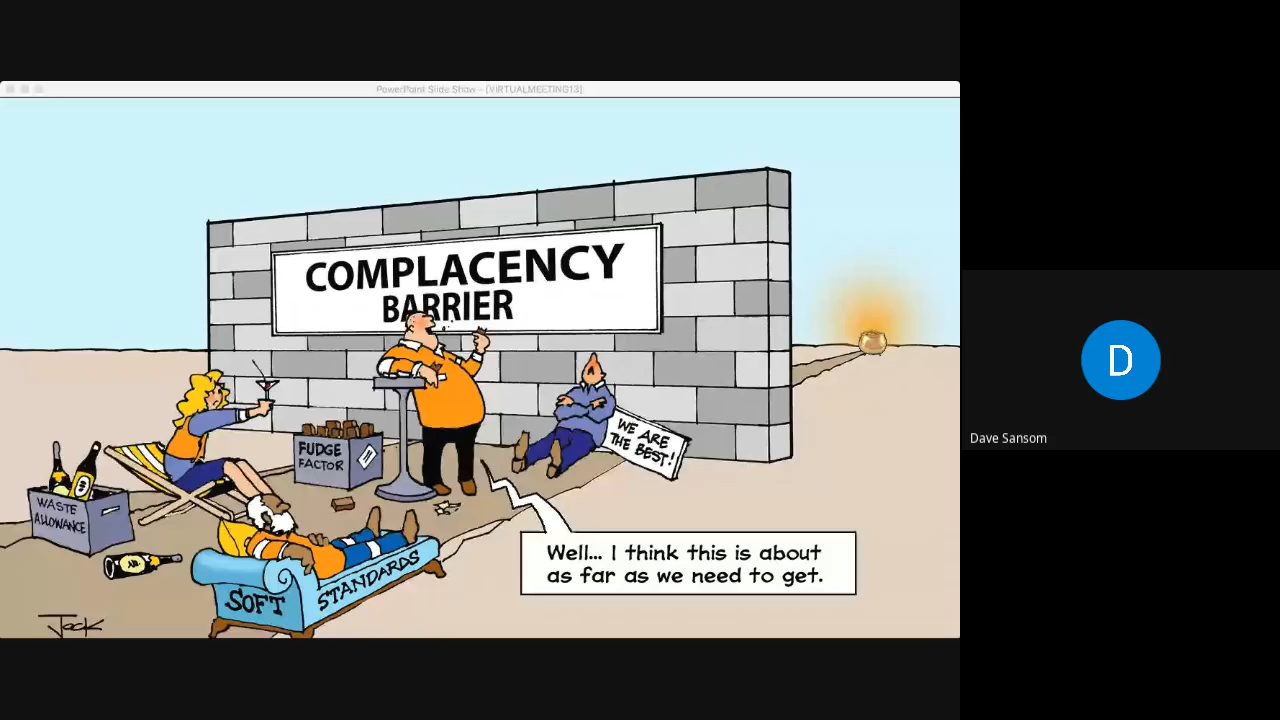 PowerPoint Slide Show - [VIRTUALMEETING13]
COMPLACENCY
BARRIER
WE ARE
THE BEST!
FUDGE
FACTOR
WASTE
ALLOWANCE
SOFT STANDARDS
Well... I think this is about
as far as we need to get.
Jack
D
Dave Sansom